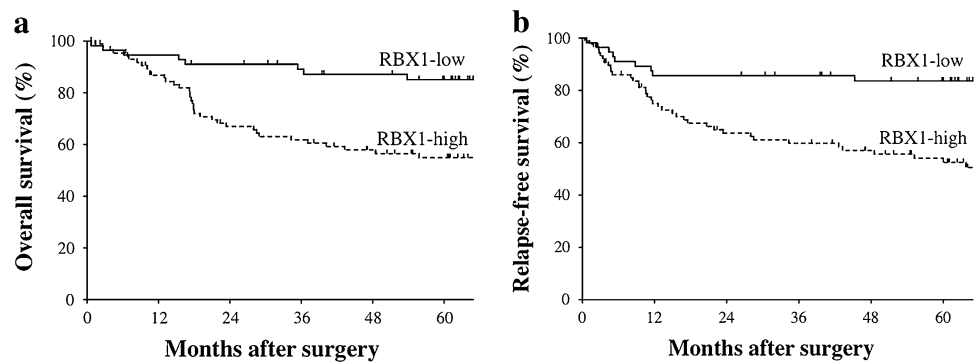 a
100
80
60
40
20
0
Overall survival (%)
RBX1-low
RBX1-high
0 12 24 36 48 60
Months after surgery
b
100
80
60
40
20
0
Relapse-free survival (%)
RBX1-low
RBX1-high
0 12 24 36 48 60
Months after surgery